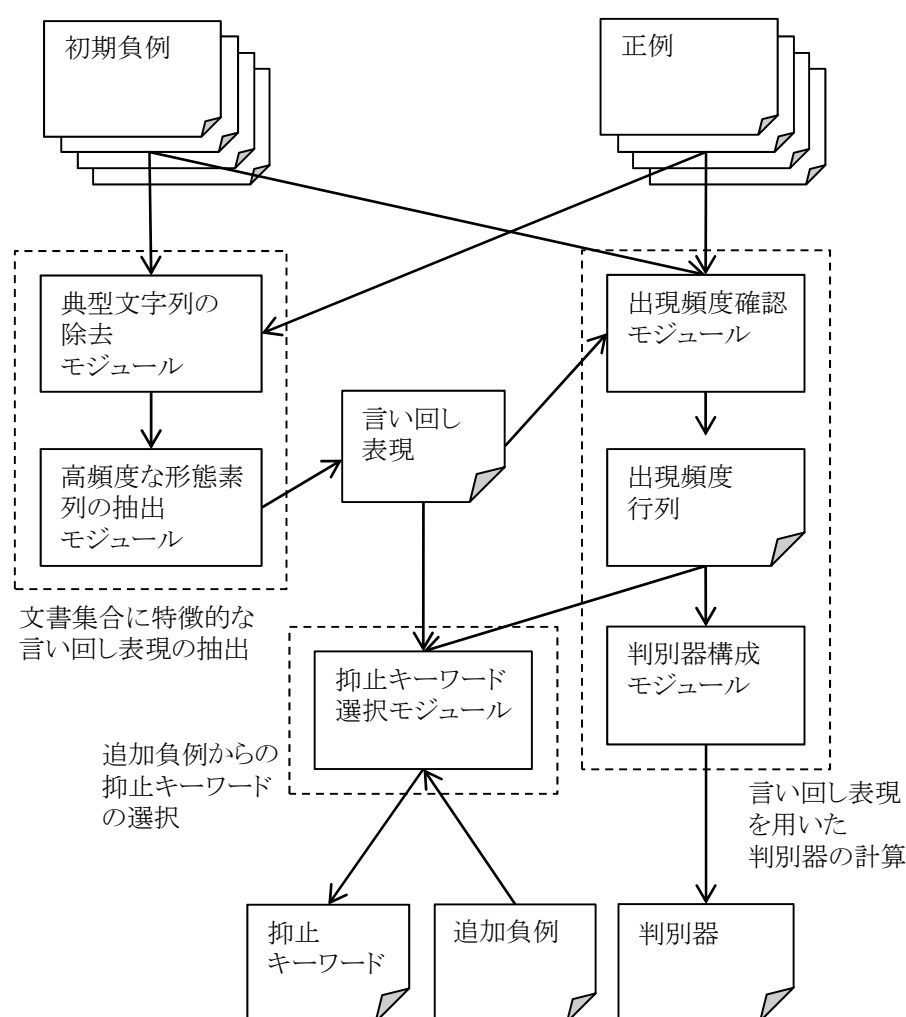 初期負例
正例
典型文字列の
除去
モジュール
出現頻度確認
モジュール
言い回し
表現
高頻度な形態素
列の抽出
モジュール
出現頻度
行列
文書集合に特徴的な
言い回し表現の抽出
抑止キーワード
選択モジュール
判別器構成
モジュール
追加負例からの
抑止キーワード
の選択
言い回し表現
を用いた
判別器の計算
抑止
キーワード
追加負例
判別器